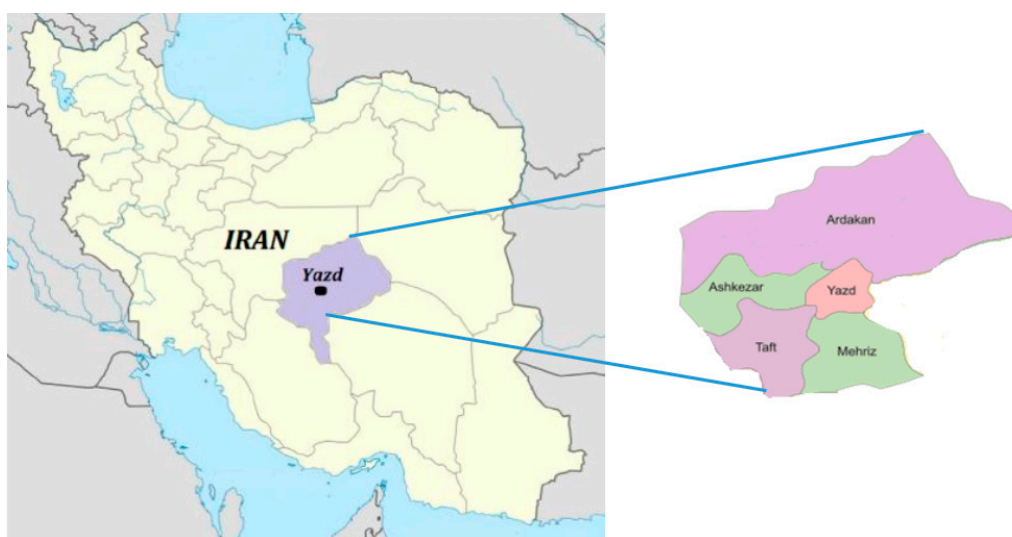 IRAN
Yazd
Ardakan
Ashkezar
Yazd
Taft
Mehriz